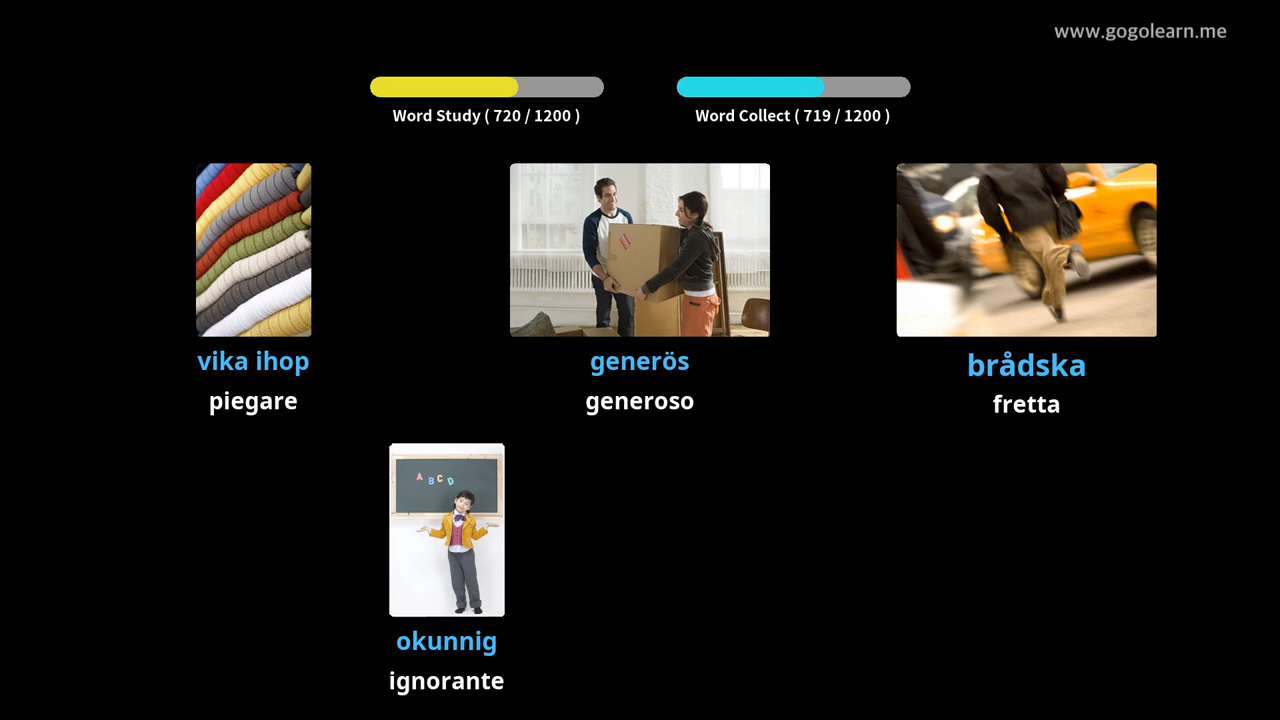 www.gogolearn.me
Word Study ( 720 / 1200 )
Word Collect ( 719 / 1200 )
vika ihop
piegare
generös
generoso
brådska
fretta
A B C D
okunnig
ignorante